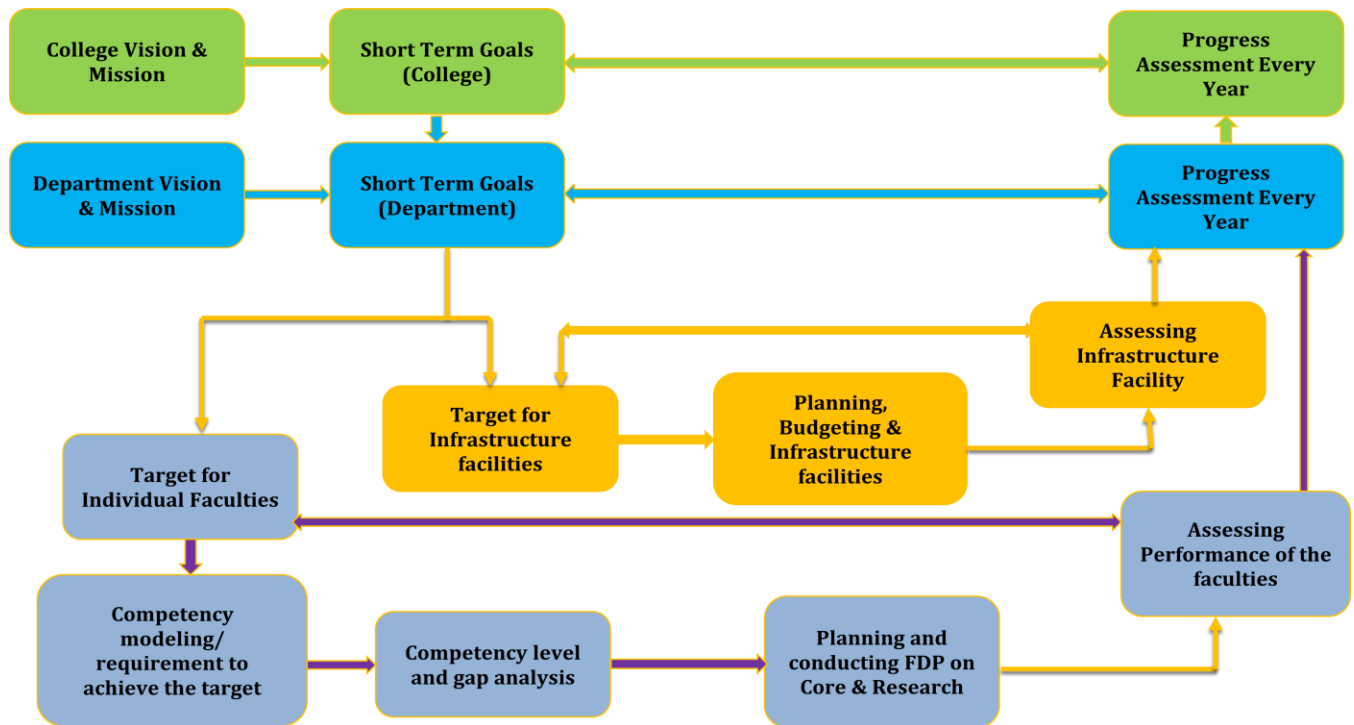 College Vision &
Mission
Short Term Goals
(College)
Progress
Assessment Every
Year
Department Vision
& Mission
Short Term Goals
(Department)
Progress
Assessment Every
Year
Assessing
Infrastructure
Facility
Target for
Infrastructure
facilities
Planning,
Budgeting &
Infrastructure
facilities
Target for
Individual Faculties
Assessing
Performance of the
faculties
Competency
modeling/
requirement to
achieve the target
Competency level
and gap analysis
Planning and
conducting FDP on
Core & Research